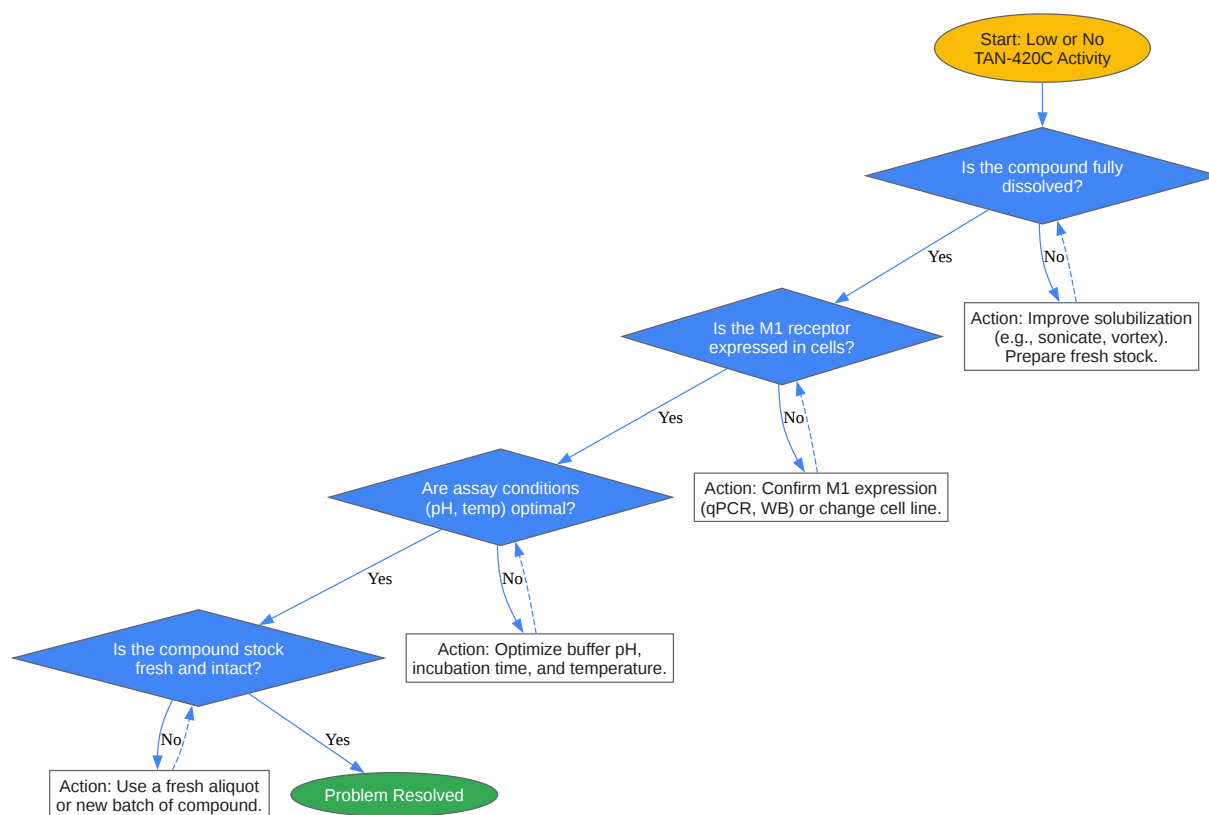 Start: Low or No
TAN-420C Activity
Is the compound fully
dissolved?
Yes
No
Action: Improve solubilization
(e.g., sonicate, vortex).
Prepare fresh stock.
Is the M1 receptor
expressed in cells?
Yes
No
Action: Confirm M1 expression
(qPCR, WB) or change cell line.
Are assay conditions
(pH, temp) optimal?
Yes
No
Action: Optimize buffer pH,
incubation time, and temperature.
Is the compound stock
fresh and intact?
No
Yes
Action: Use a fresh aliquot
or new batch of compound.
Problem Resolved